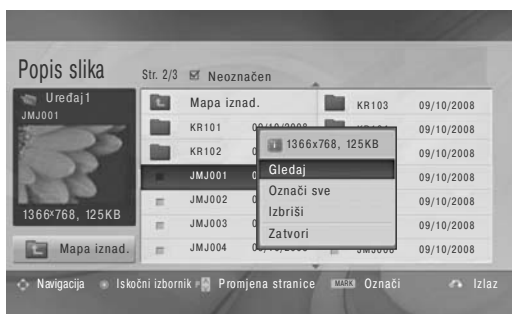 Popis slika
Str. 2/3 Neoznačen
Uređaj1
JMJ001
1366x768, 125KB
Mapa iznad.
Mapa iznad.
KR101
KR102
JMJ001
JMJ002
JMJ003
JMJ004
KR103 09/10/2008
09/10/2008
09/10/2008
09/10/2008
09/10/2008
09/10/2008
09/10/2008
1366x768, 125KB
Gledaj
Označi sve
Izbriši
Zatvori
Navigacija Iskočni izbornik P Promjena stranice MARK Označi Izlaz